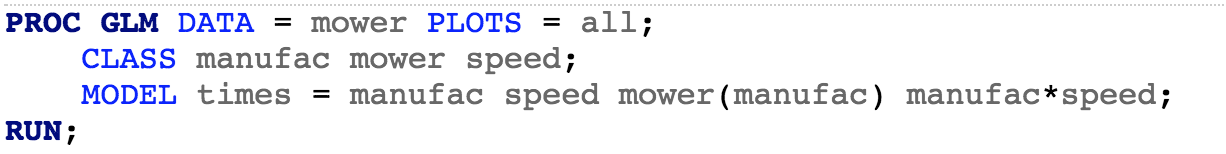 PROC GLM DATA = mower PLOTS = all;
CLASS manufac mower speed;
MODEL times = manufac speed mower(manufac) manufac*speed;
RUN;